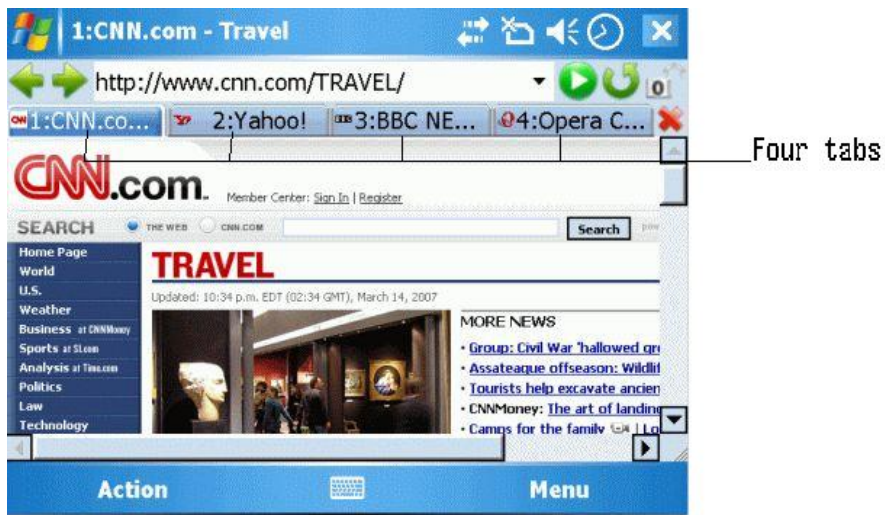 1:CNN.com - Travel
http://www.cnn.com/TRAVEL/
1:CNN.co... 2:Yahoo! 3:BBC NE... 4:Opera C...
Four tabs
CNN.com
Member Center: Sign In | Register
SEARCH THE WEB CNN.COM Search
Home Page
World
U.S.
Weather
Business at CNNMoney
Sports at SI.com
Analysis at Time.com
Politics
Law
Technology
TRAVEL
Updated: 10:34 p.m. EDT (02:34 GMT), March 14, 2007
MORE NEWS
· Group: Civil War 'hallowed
· Assateague offseason:
· Tourists help excavate
· CNNMoney: The art of landing
· Camps for the family |
Action Menu